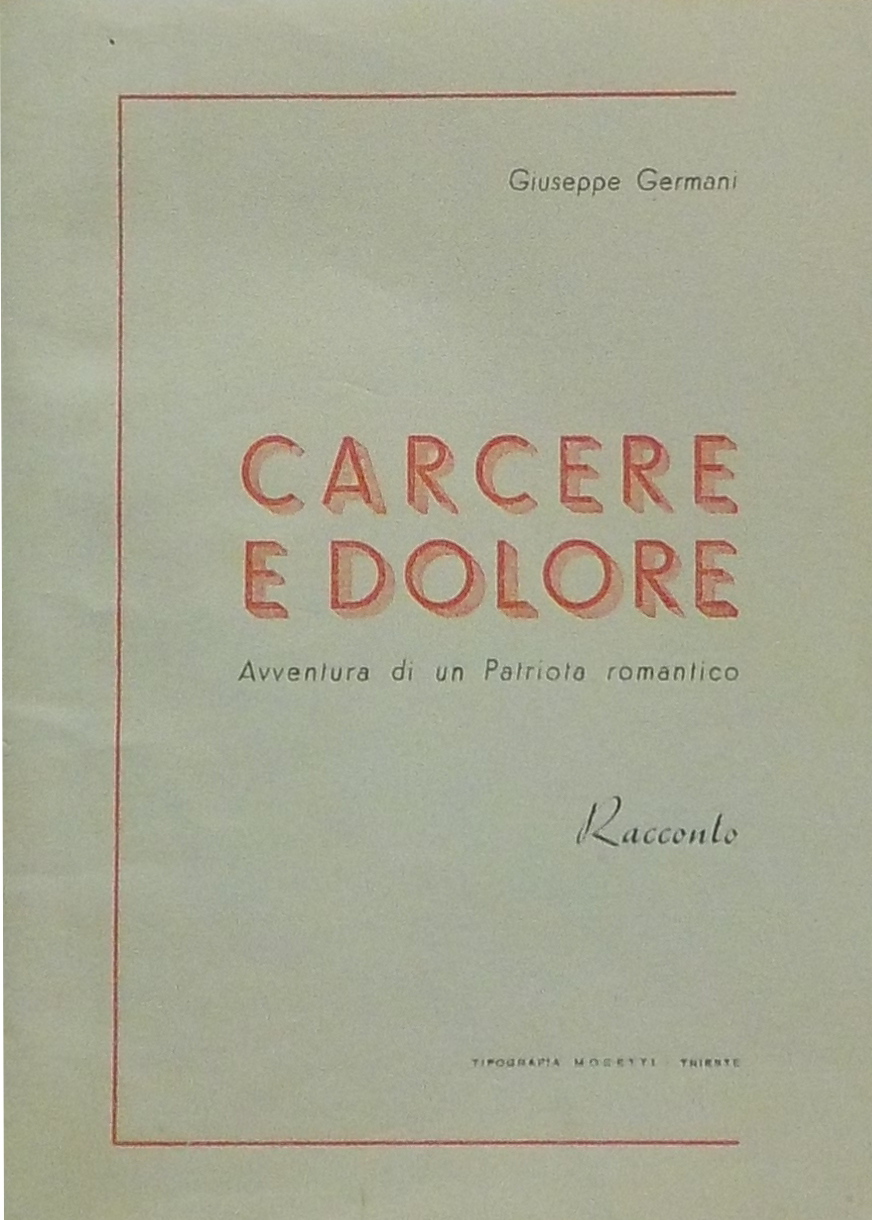 Giuseppe Germani
CARCERE
E DOLORE
Avventura di un Patriota romantico
Racconto
TIPOGRAFIA MOSETTI - TRIESTE